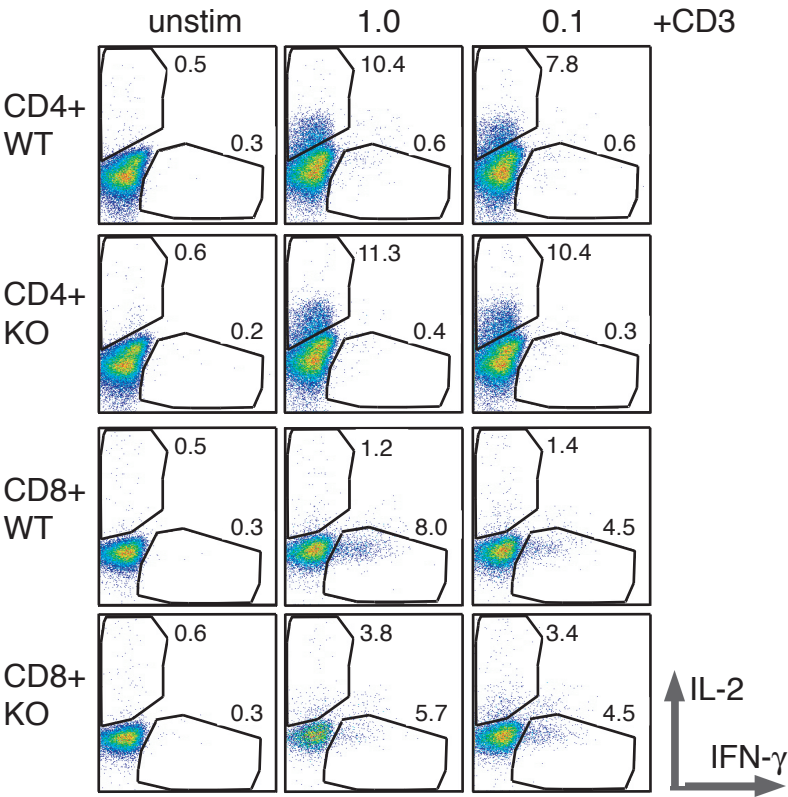 unstim 1.0 0.1 +CD3
CD4+
WT
0.5 10.4 7.8
0.3 0.6 0.6
CD4+
KO
0.6 11.3 10.4
0.2 0.4 0.3
CD8+
WT
0.5 1.2 1.4
0.3 8.0 4.5
CD8+
KO
0.6 3.8 3.4
0.3 5.7 4.5
IL-2
IFN-γ